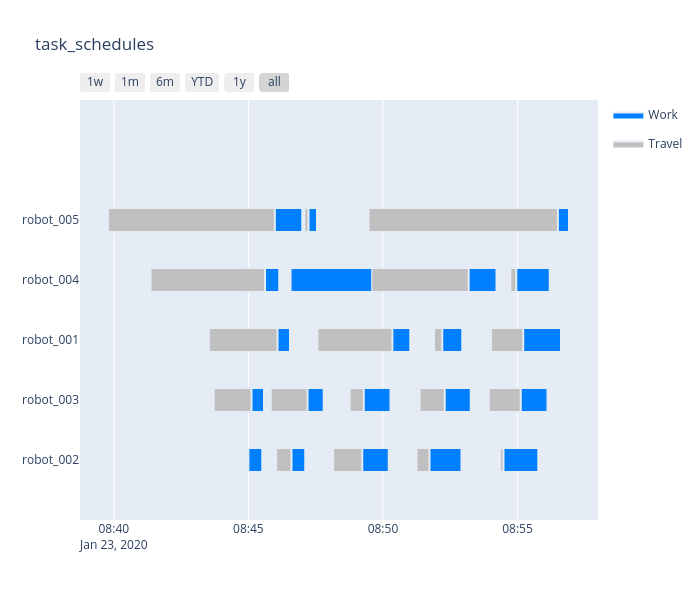 task_schedules
1w 1m 6m YTD 1y all
Work
Travel
robot_005
robot_004
robot_001
robot_003
robot_002
08:40 08:45 08:50 08:55
Jan 23, 2020